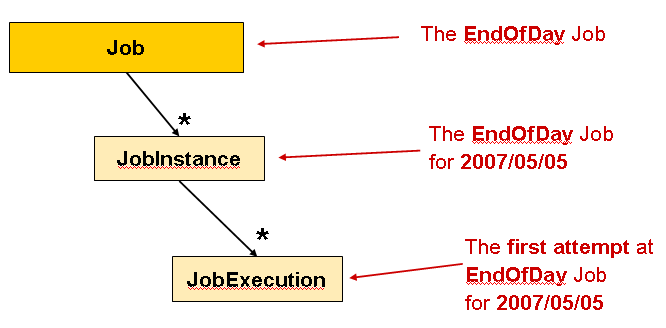 Job
The EndOfDay Job
*
JobInstance
The EndOfDay Job
for 2007/05/05
*
JobExecution
The first attempt at
EndOfDay Job
for 2007/05/05